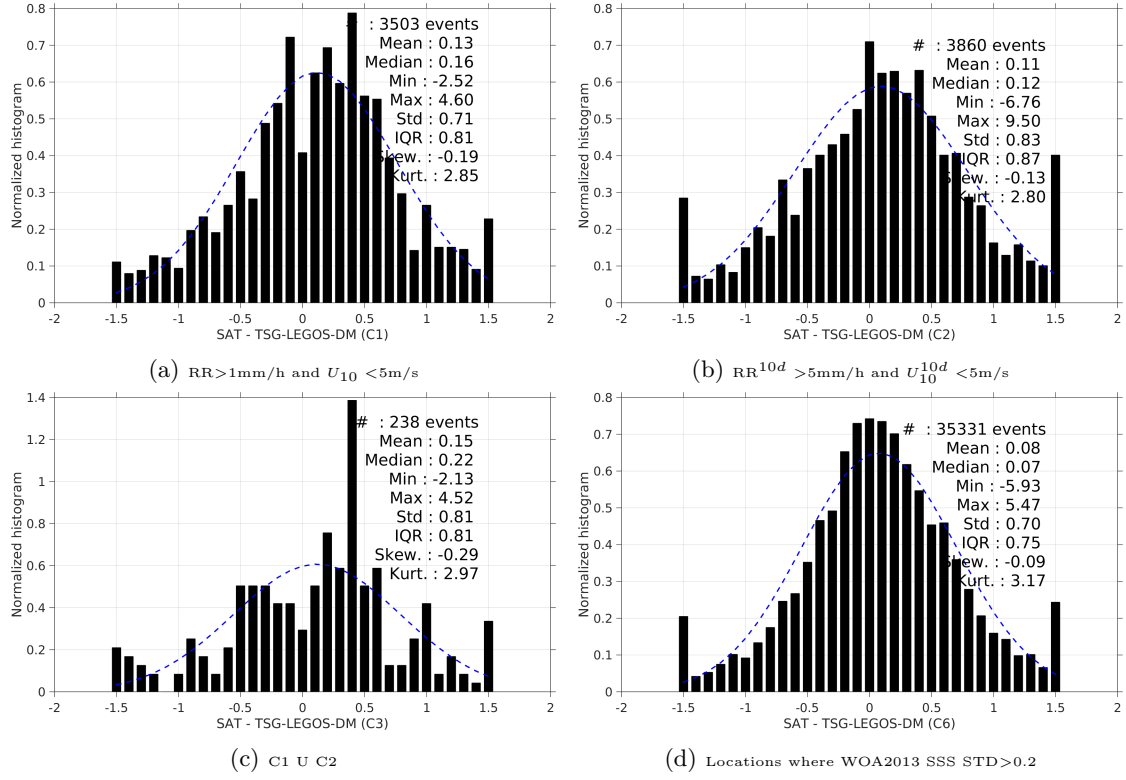 0.8
0.7
0.6
0.5
0.4
0.3
0.2
0.1
0
Normalized histogram
# : 3503 events
Mean : 0.13
Median : 0.16
Min : -2.52
Max : 4.60
Std : 0.71
IQR : 0.81
Skew. : -0.19
Kurt. : 2.85
-2 -1.5 -1 -0.5 0 0.5 1 1.5 2
SAT - TSG-LEGOS-DM (C1)
(a) RR>1mm/h and U10 <5m/s
0.8
0.7
0.6
0.5
0.4
0.3
0.2
0.1
0
Normalized histogram
# : 3860 events
Mean : 0.11
Median : 0.12
Min : -6.76
Max : 9.50
Std : 0.83
IQR : 0.87
Skew. : -0.13
Kurt. : 2.80
-2 -1.5 -1 -0.5 0 0.5 1 1.5 2
SAT - TSG-LEGOS-DM (C2)
(b) RR^10d >5mm/h and U10^10d <5m/s
1.4
1.2
1
0.8
0.6
0.4
0.2
0
Normalized histogram
# : 238 events
Mean : 0.15
Median : 0.22
Min : -2.13
Max : 4.52
Std : 0.81
IQR : 0.81
Skew. : -0.29
Kurt. : 2.97
-2 -1.5 -1 -0.5 0 0.5 1 1.5 2
SAT - TSG-LEGOS-DM (C3)
(c) C1 U C2
0.8
0.7
0.6
0.5
0.4
0.3
0.2
0.1
0
Normalized histogram
# : 35331 events
Mean : 0.08
Median : 0.07
Min : -5.93
Max : 5.47
Std : 0.70
IQR : 0.75
Skew. : -0.09
Kurt. : 3.17
-2 -1.5 -1 -0.5 0 0.5 1 1.5 2
SAT - TSG-LEGOS-DM (C6)
(d) Locations where WOA2013 SSS STD>0.2